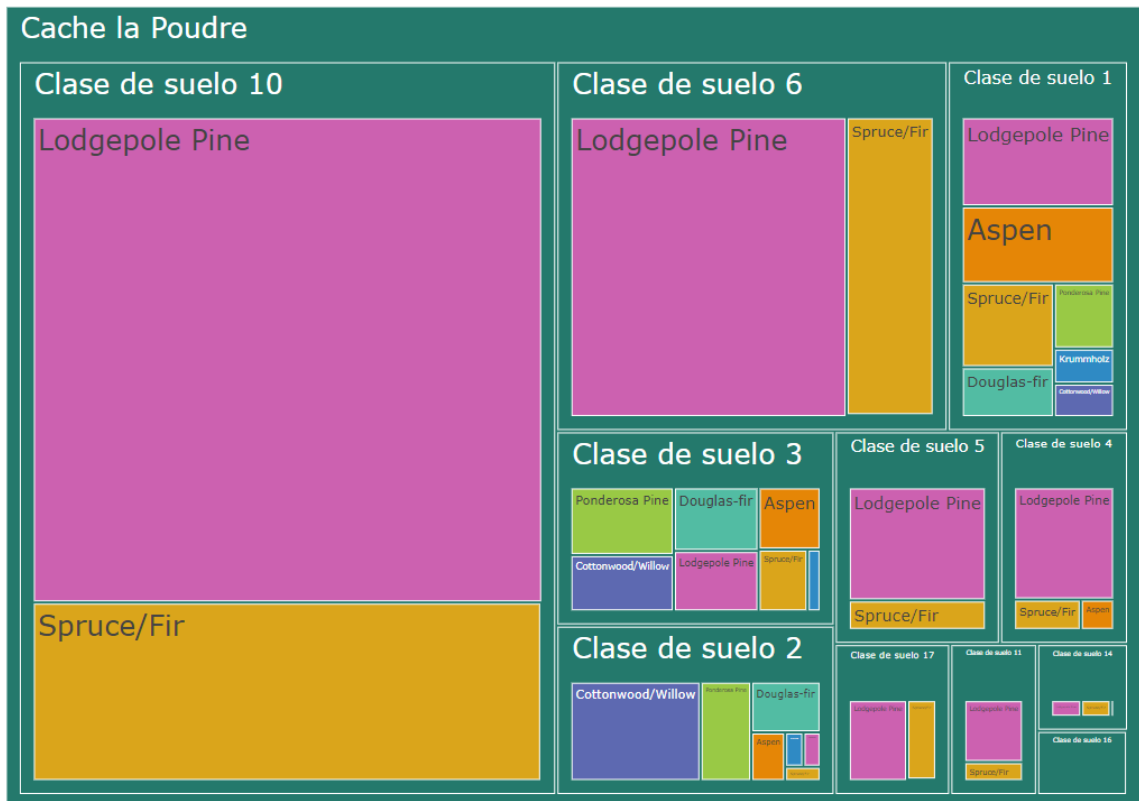 Cache la Poudre
Clase de suelo 10
Lodgepole Pine
Spruce/Fir
Clase de suelo 6
Lodgepole Pine
Spruce/Fir
Clase de suelo 1
Lodgepole Pine
Aspen
Spruce/Fir
Ponderosa Pine
Krummholz
Douglas-fir
Cottonwood/Willow
Clase de suelo 3
Ponderosa Pine
Douglas-fir
Aspen
Cottonwood/Willow
Lodgepole Pine
Spruce/Fir
Clase de suelo 5
Lodgepole Pine
Spruce/Fir
Clase de suelo 4
Lodgepole Pine
Spruce/Fir
Aspen
Clase de suelo 2
Cottonwood/Willow
Ponderosa Pine
Douglas-fir
Aspen
Clase de suelo 17
Lodgepole Pine
Clase de suelo 11
Lodgepole Pine
Spruce/Fir
Clase de suelo 14
Clase de suelo 16